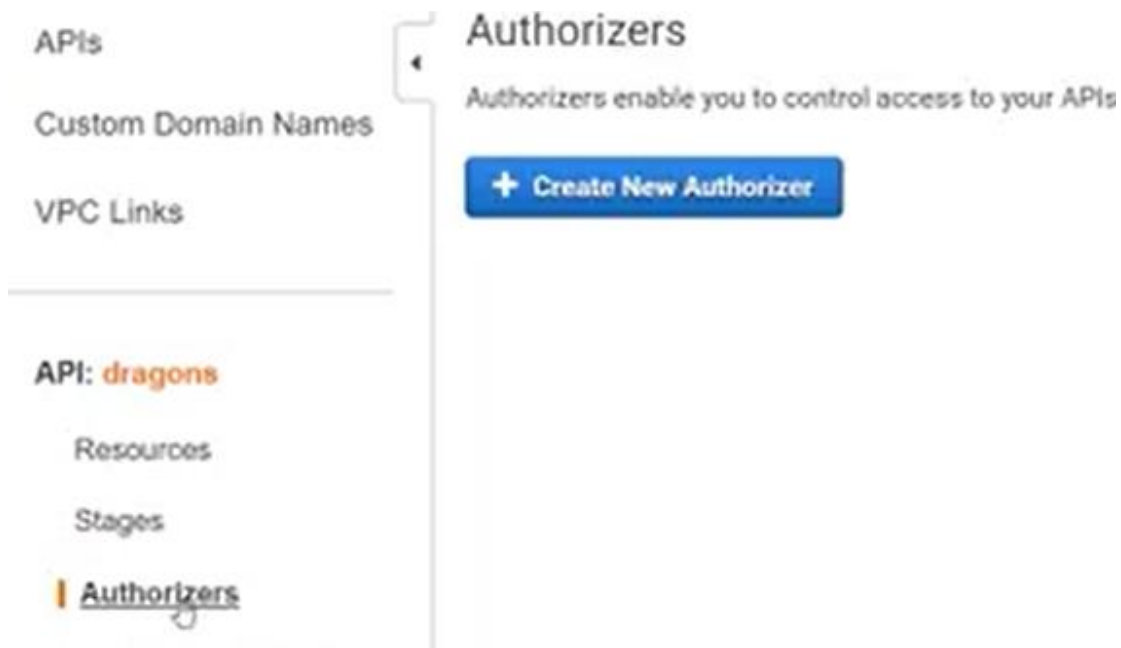 APIs
Custom Domain Names
VPC Links
API: dragons
Resources
Stages
Authorizers
Authorizers
Authorizers enable you to control access to your APIs
+ Create New Authorizer